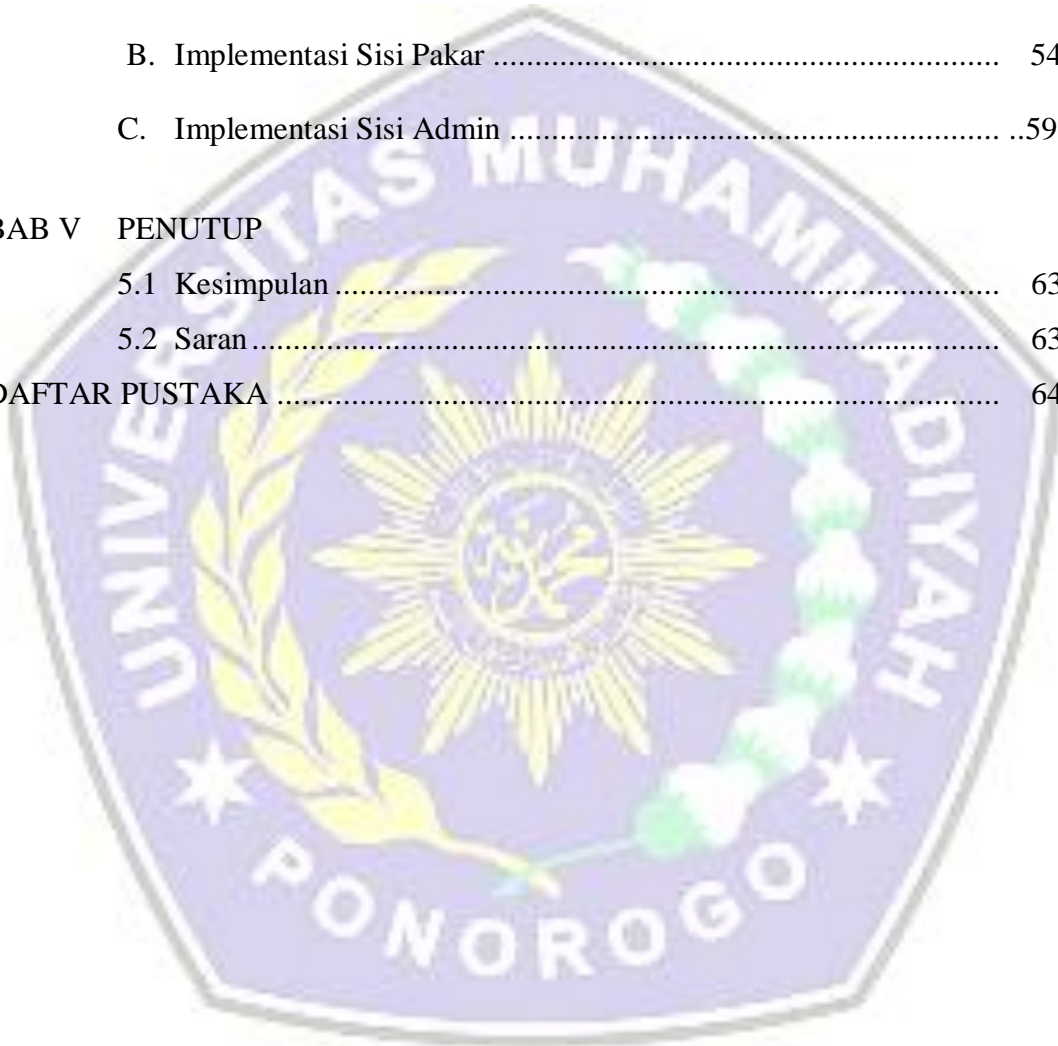 B. Implementasi Sisi Pakar ............................................................... 54
C. Implementasi Sisi Admin ............................................................. ..59
BAB V PENUTUP
5.1 Kesimpulan ................................................................................... 63
5.2 Saran ............................................................................................. 63
DAFTAR PUSTAKA .......................................................................................... 64
UNIVERSITAS MUHAMMADIYAH
PONOROGO